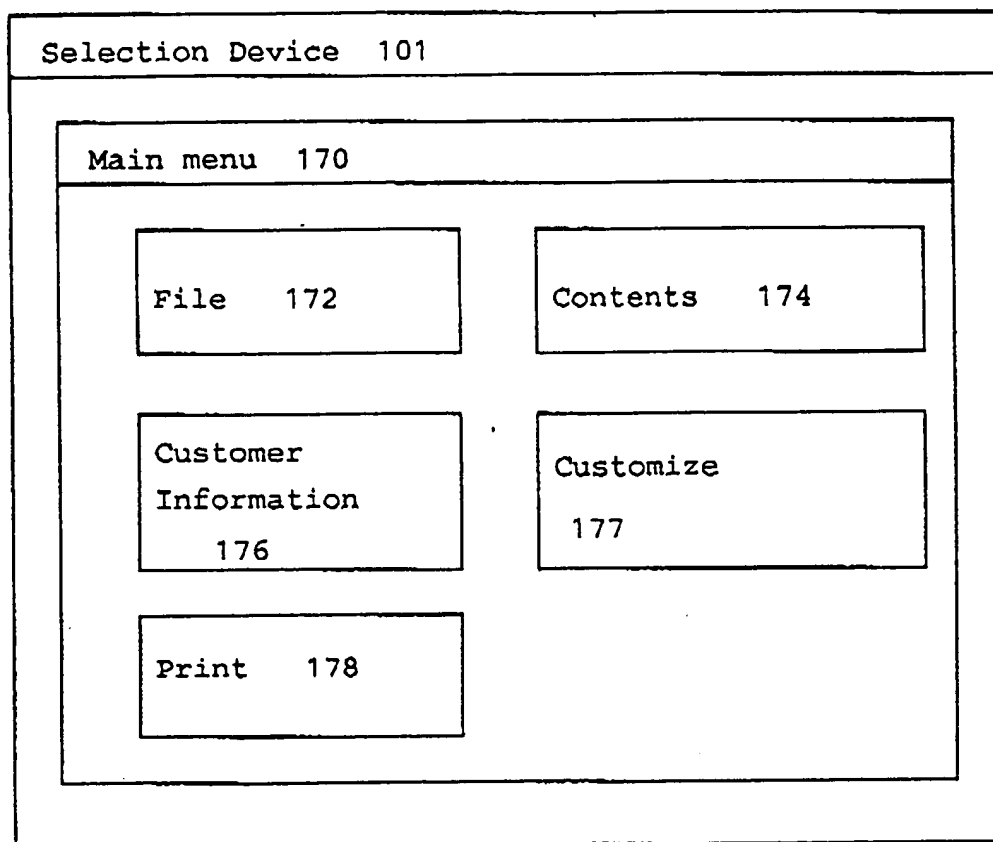 Selection Device 101
Main menu 170
File 172
Contents 174
Customer
Information
176
Customize
177
Print 178